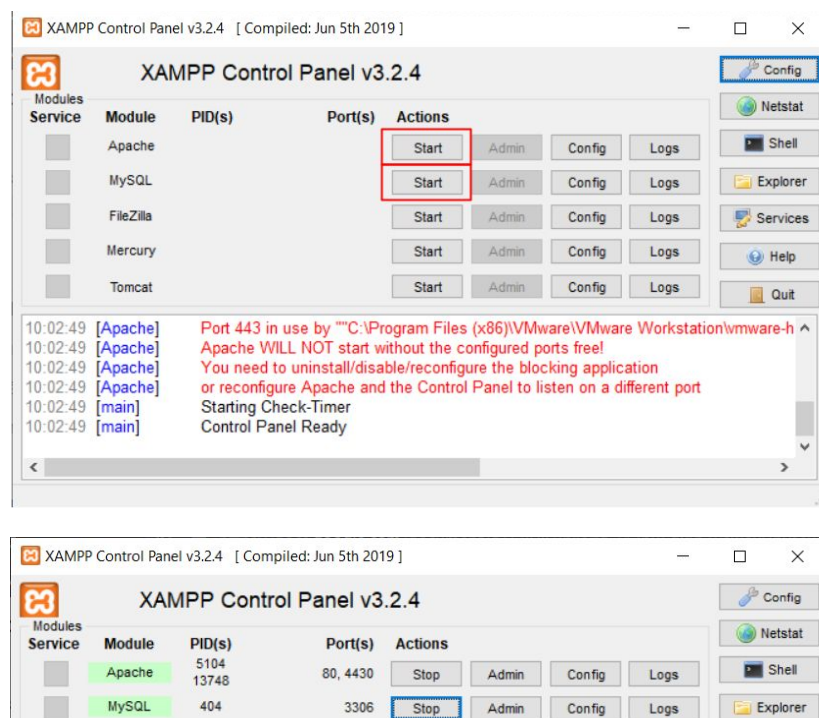 XAMPP Control Panel v3.2.4 [ Compiled: Jun 5th 2019 ]
XAMPP Control Panel v3.2.4
Config
Modules
Netstat
Service Module PID(s) Port(s) Actions
Apache Start Admin Config Logs
Shell
MySQL Start Admin Config Logs
Explorer
FileZilla Start Admin Config Logs
Services
Mercury Start Admin Config Logs
Help
Tomcat Start Admin Config Logs
Quit
10:02:49 [Apache] Port 443 in use by ""C:\Program Files (x86)\VMware\VMware Workstation\vmware-h
10:02:49 [Apache] Apache WILL NOT start without the configured ports free!
10:02:49 [Apache] You need to uninstall/disable/reconfigure the blocking application
10:02:49 [Apache] or reconfigure Apache and the Control Panel to listen on a different port
10:02:49 [main] Starting Check-Timer
10:02:49 [main] Control Panel Ready
XAMPP Control Panel v3.2.4 [ Compiled: Jun 5th 2019 ]
XAMPP Control Panel v3.2.4
Config
Modules
Netstat
Service Module PID(s) Port(s) Actions
Apache 5104 13748 80, 4430 Stop Admin Config Logs
Shell
MySQL 404 3306 Stop Admin Config Logs
Explorer